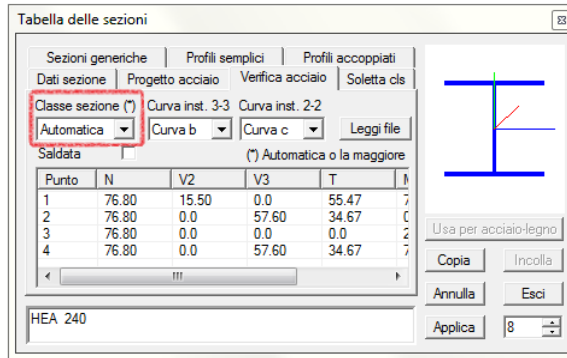 Tabella delle sezioni
Sezioni generiche Profili semplici Profili accoppiati
Dati sezione Progetto acciaio Verifica acciaio Soletta cls
Classe sezione (*) Curva inst. 3-3 Curva inst. 2-2
Automatica Curva b Curva c Leggi file
Saldata (*) Automatica o la maggiore
Punto N V2 V3 T
1 76.80 15.50 0.0 55.47
2 76.80 0.0 57.60 34.67
3 76.80 0.0 0.0 0.0
4 76.80 0.0 57.60 34.67
Usa per acciaio-legno
Copia Incolla
Annulla Esci
HEA 240
Applica 8